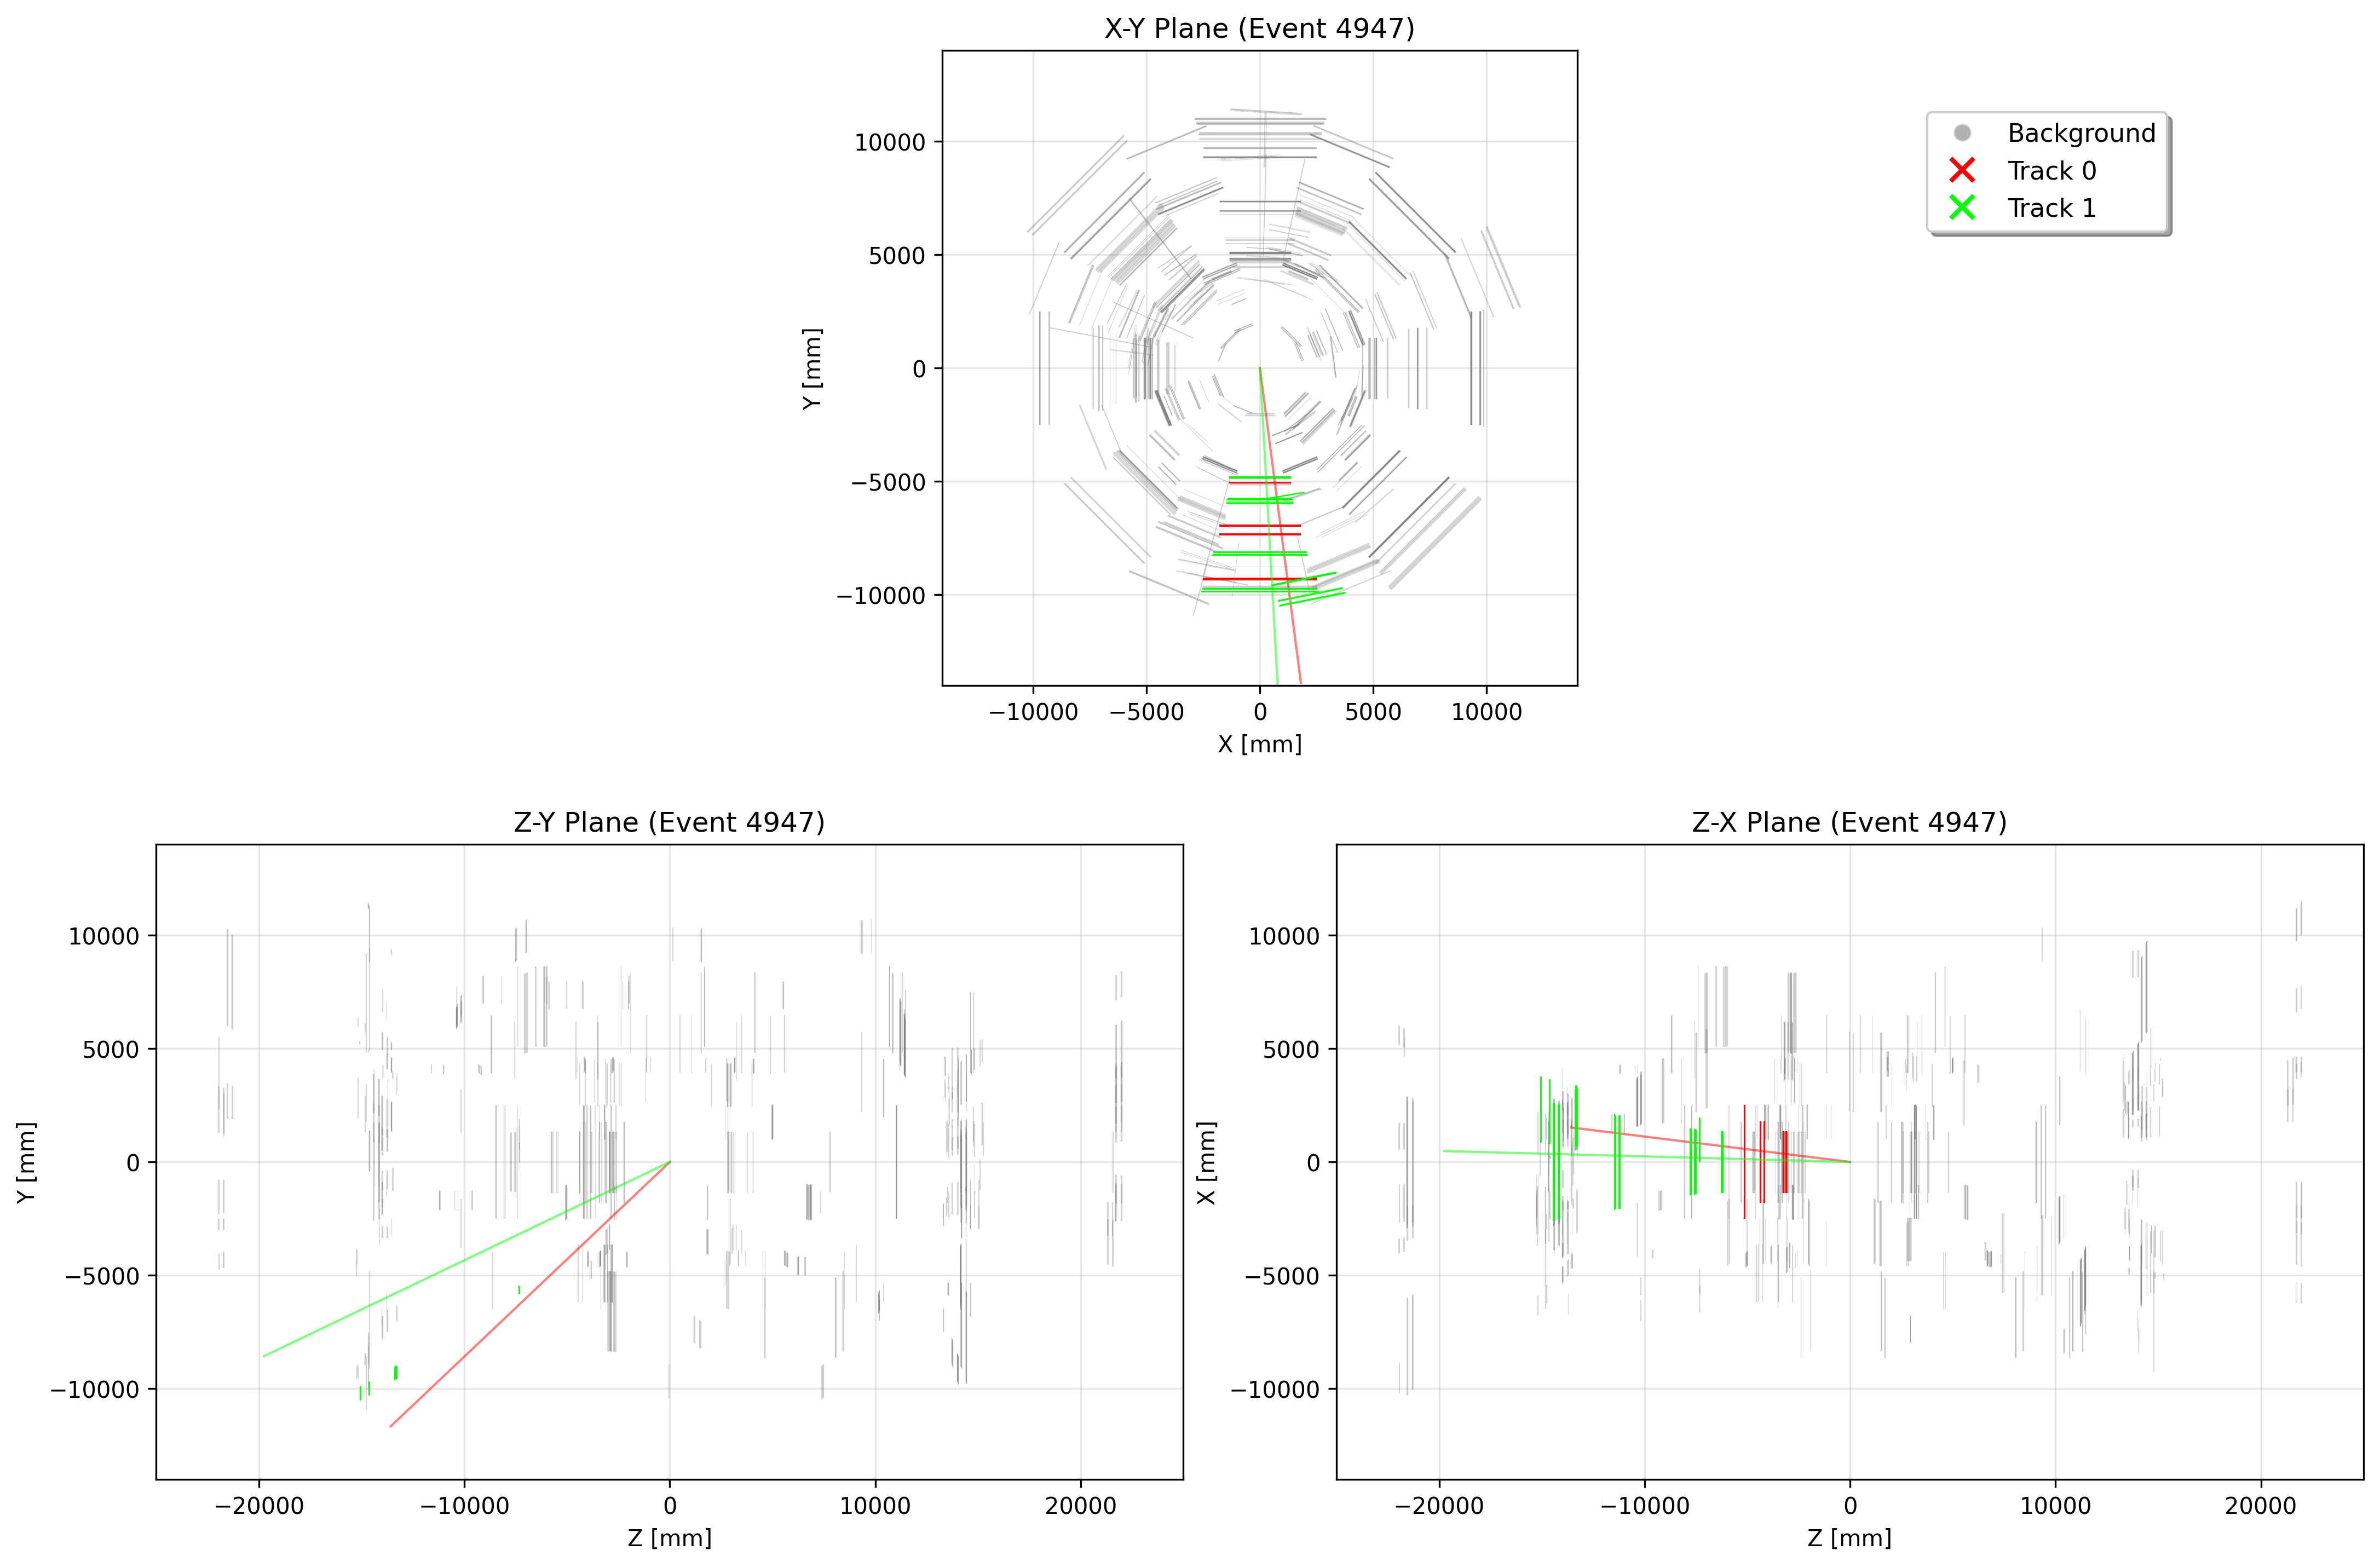 X-Y Plane (Event 4947)
Y [mm]
10000
5000
0
−5000
−10000
−10000 −5000 0 5000 10000
X [mm]
Background
Track 0
Track 1
Z-Y Plane (Event 4947)
Y [mm]
10000
5000
0
−5000
−10000
−20000 −10000 0 10000 20000
Z [mm]
Z-X Plane (Event 4947)
X [mm]
10000
5000
0
−5000
−10000
−20000 −10000 0 10000 20000
Z [mm]